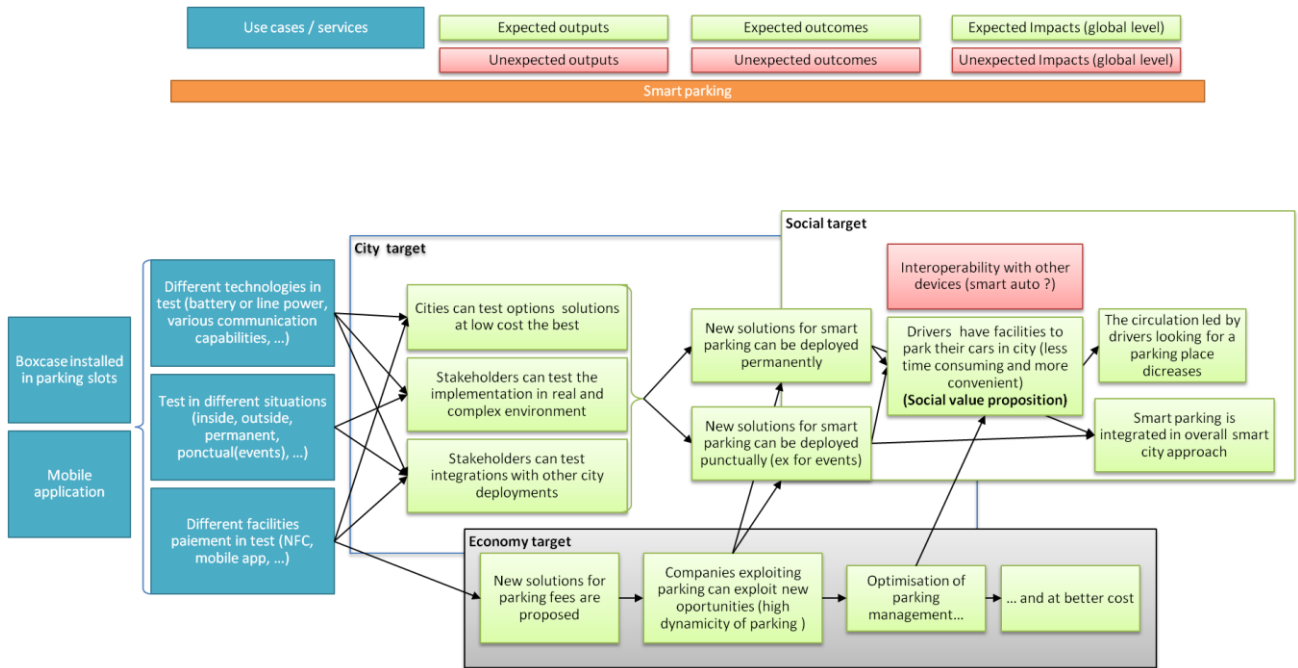 Use cases / services
Expected outputs
Expected outcomes
Expected Impacts (global level)
Unexpected outputs
Unexpected outcomes
Unexpected Impacts (global level)
Smart parking
Boxcase installed
in parking slots
Mobile
application
Different technologies in
test (battery or line power,
various communication
capabilities, ...)
Test in different situations
(inside, outside,
permanent,
ponctual(events), ...)
Different facilities
paiement in test (NFC,
mobile app, ...)
City target
Cities can test options solutions
at low cost the best
Stakeholders can test the
implementation in real and
complex environment
Stakeholders can test
integrations with other city
deployments
Social target
New solutions for smart
parking can be deployed
permanently
New solutions for smart
parking can be deployed
punctually (ex for events)
Interoperability with other
devices (smart auto ?)
Drivers have facilities to
park their cars in city (less
time consuming and more
convenient)
(Social value proposition)
The circulation led by
drivers looking for a
parking place
dicreases
Smart parking is
integrated in overall smart
city approach
Economy target
New solutions for
parking fees are
proposed
Companies exploiting
parking can exploit new
oportunities (high
dynamicity of parking )
Optimisation of
parking
management...
... and at better cost